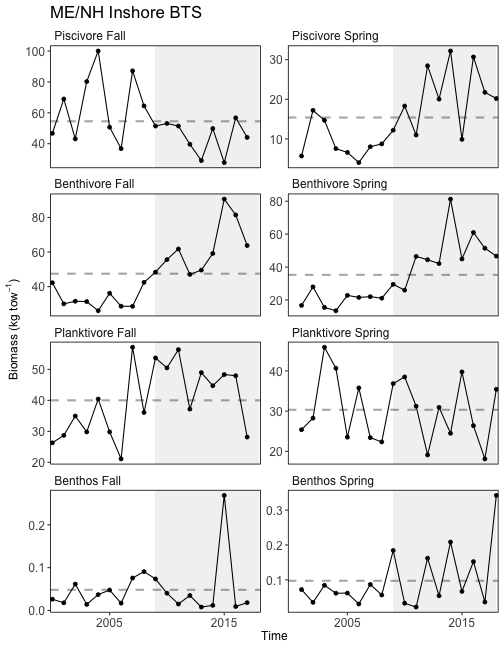 ME/NH Inshore BTS
Piscivore Fall
Piscivore Spring
100
80
60
40
30
20
10
Benthivore Fall
Benthivore Spring
80
60
40
80
60
40
20
Biomass (kg tow⁻¹)
Planktivore Fall
Planktivore Spring
50
40
30
20
40
30
20
Benthos Fall
Benthos Spring
0.2
0.1
0.0
0.3
0.2
0.1
2005
2015
2005
2015
Time